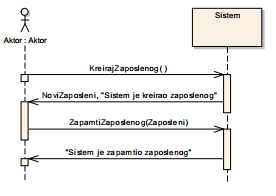 Sistem
Aktor : Aktor
KreirajZaposlenog( )
NoviZaposleni, "Sistem je kreirao zaposlenog"
ZapamtiZaposlenog(Zaposleni)
"Sistem je zapamtio zaposlenog"